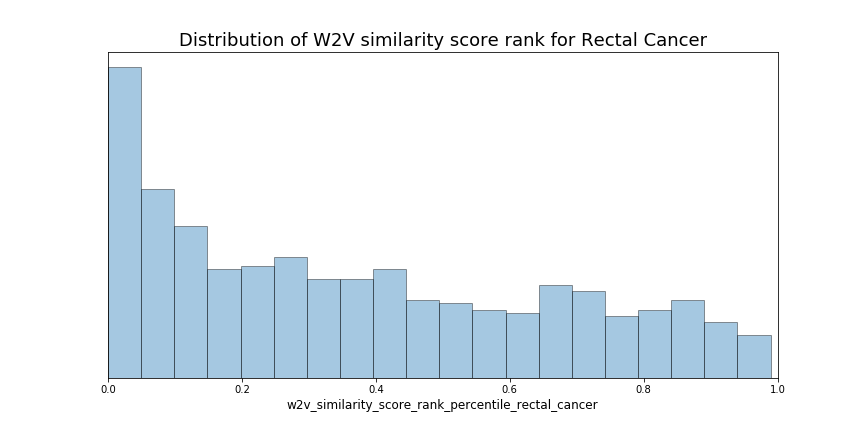 Distribution of W2V similarity score rank for Rectal Cancer
0.0 0.2 0.4 0.6 0.8 1.0
w2v_similarity_score_rank_percentile_rectal_cancer